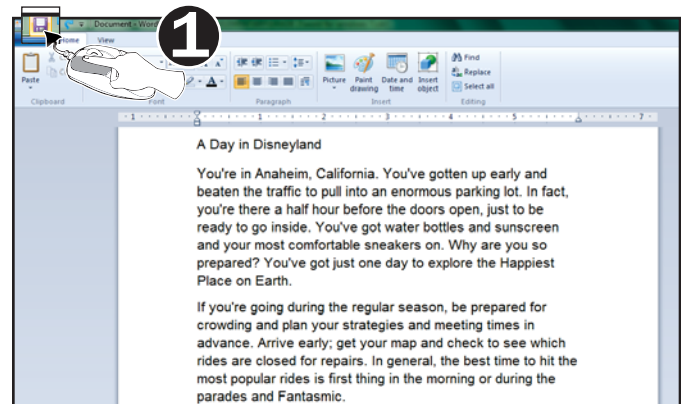 1
Document - Word
Home View
Paste
Find
Replace
Select all
Picture Paint drawing Date and time Insert object
Clipboard Font Paragraph Insert Editing
1 1 2 3 4 5 7
A Day in Disneyland
You're in Anaheim, California. You've gotten up early and
beaten the traffic to pull into an enormous parking lot. In fact,
you're there a half hour before the doors open, just to be
ready to go inside. You've got water bottles and sunscreen
and your most comfortable sneakers on. Why are you so
prepared? You've got just one day to explore the Happiest
Place on Earth.
If you're going during the regular season, be prepared for
crowding and plan your strategies and meeting times in
advance. Arrive early; get your map and check to see which
rides are closed for repairs. In general, the best time to hit the
most popular rides is first thing in the morning or during the
parades and Fantasmic.